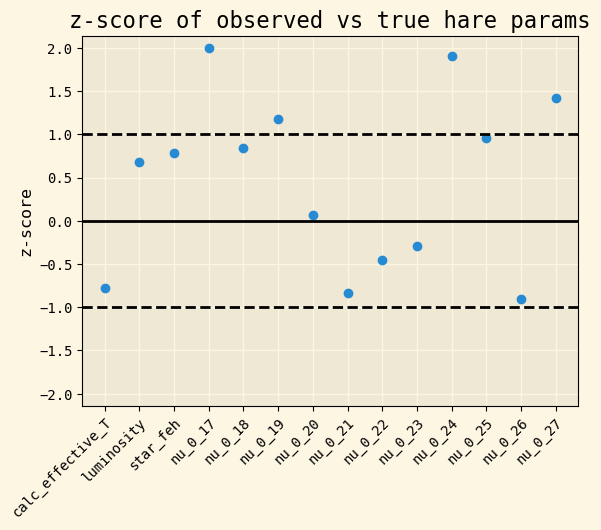 z-score of observed vs true hare params
z-score
2.0
1.5
1.0
0.5
0.0
−0.5
−1.0
−1.5
−2.0
calc_effective_T
luminosity
star_feh
nu_0_17
nu_0_18
nu_0_19
nu_0_20
nu_0_21
nu_0_22
nu_0_23
nu_0_24
nu_0_25
nu_0_26
nu_0_27